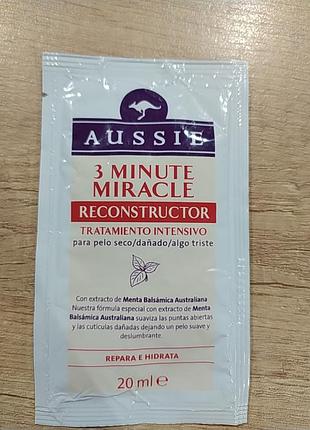 AUSSIE
3 MINUTE
MIRACLE
RECONSTRUCTOR
TRATAMIENTO INTENSIVO
para pelo seco/dañado/algo triste
Con extracto de Menta Balsámica Australiana
Nuestra fórmula especial con extracto de Menta
Balsámica Australiana suaviza las puntas abiertas
y las cutículas dañadas dejando un pelo suave y
deslumbrante.
REPARA E HIDRATA
20 ml ℮